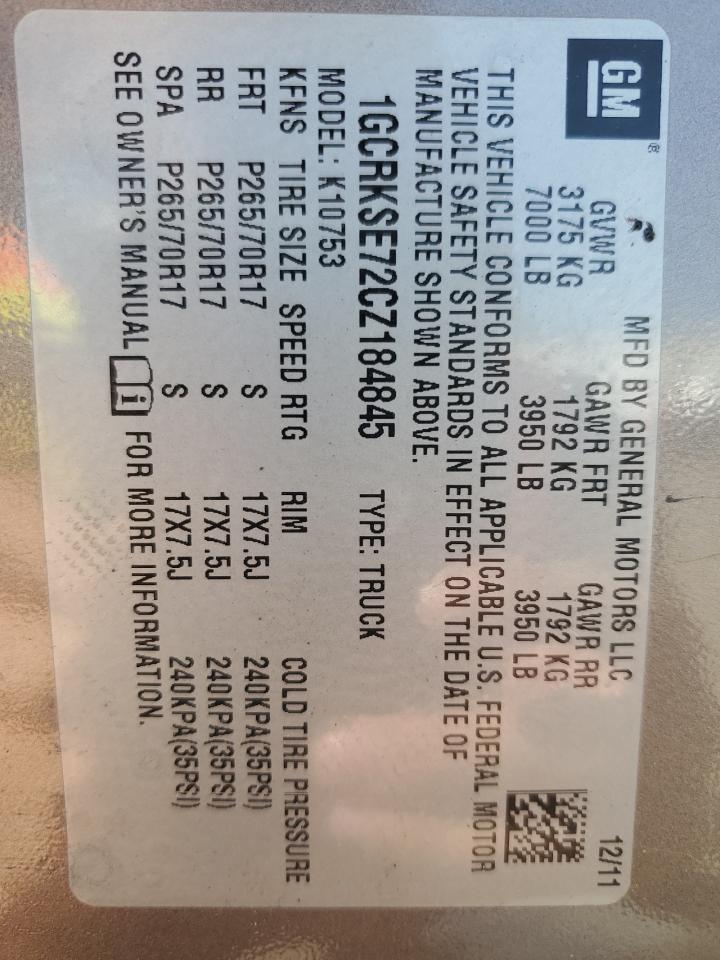 GM®
MFD BY GENERAL MOTORS LLC 12/11
GVWR GAWR FRT GAWR RR
3175 KG 1792 KG 1792 KG
7000 LB 3950 LB 3950 LB
THIS VEHICLE CONFORMS TO ALL APPLICABLE U.S. FEDERAL MOTOR
VEHICLE SAFETY STANDARDS IN EFFECT ON THE DATE OF
MANUFACTURE SHOWN ABOVE.
1GCRKSE72CZ184845 TYPE: TRUCK
MODEL: K10753
KFNS TIRE SIZE SPEED RTG RIM COLD TIRE PRESSURE
FRT P265/70R17 S 17X7.5J 240KPA(35PSI)
RR P265/70R17 S 17X7.5J 240KPA(35PSI)
SPA P265/70R17 S 17X7.5J 240KPA(35PSI)
SEE OWNER'S MANUAL i FOR MORE INFORMATION.